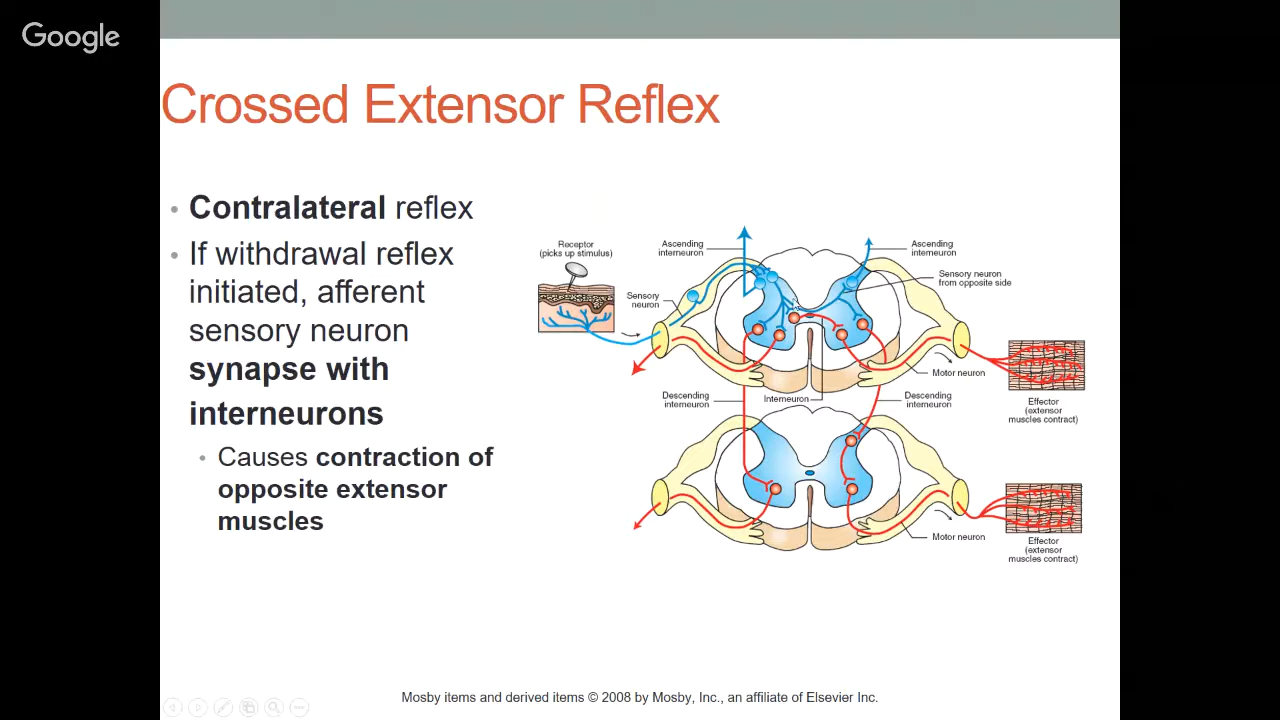 Google
Crossed Extensor Reflex
• Contralateral reflex
• If withdrawal reflex
initiated, afferent
sensory neuron
synapse with
interneurons
• Causes contraction of
opposite extensor
muscles
Receptor
(picks up stimulus)
Sensory
neuron
Ascending
interneuron
Ascending
interneuron
Sensory neuron
from opposite side
Motor neuron
Effector
(extensor
muscles contract)
Descending
interneuron
Interneuron
Descending
interneuron
Motor neuron
Effector
(extensor
muscles contract)
Mosby items and derived items © 2008 by Mosby, Inc., an affiliate of Elsevier Inc.